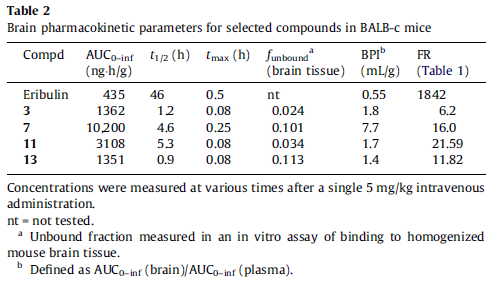 Table 2
Brain pharmacokinetic parameters for selected compounds in BALB-c mice
Compd AUC0–inf (ng·h/g) t1/2 (h) tmax (h) funbound^a (brain tissue) BPI^b (mL/g) FR (Table 1)
Eribulin 435 46 0.5 nt 0.55 1842
3 1362 1.2 0.08 0.024 1.8 6.2
7 10,200 4.6 0.25 0.101 7.7 16.0
11 3108 5.3 0.08 0.034 1.7 21.59
13 1351 0.9 0.08 0.113 1.4 11.82
Concentrations were measured at various times after a single 5 mg/kg intravenous
administration.
nt = not tested.
a Unbound fraction measured in an in vitro assay of binding to homogenized
mouse brain tissue.
b Defined as AUC0–inf (brain)/AUC0–inf (plasma).